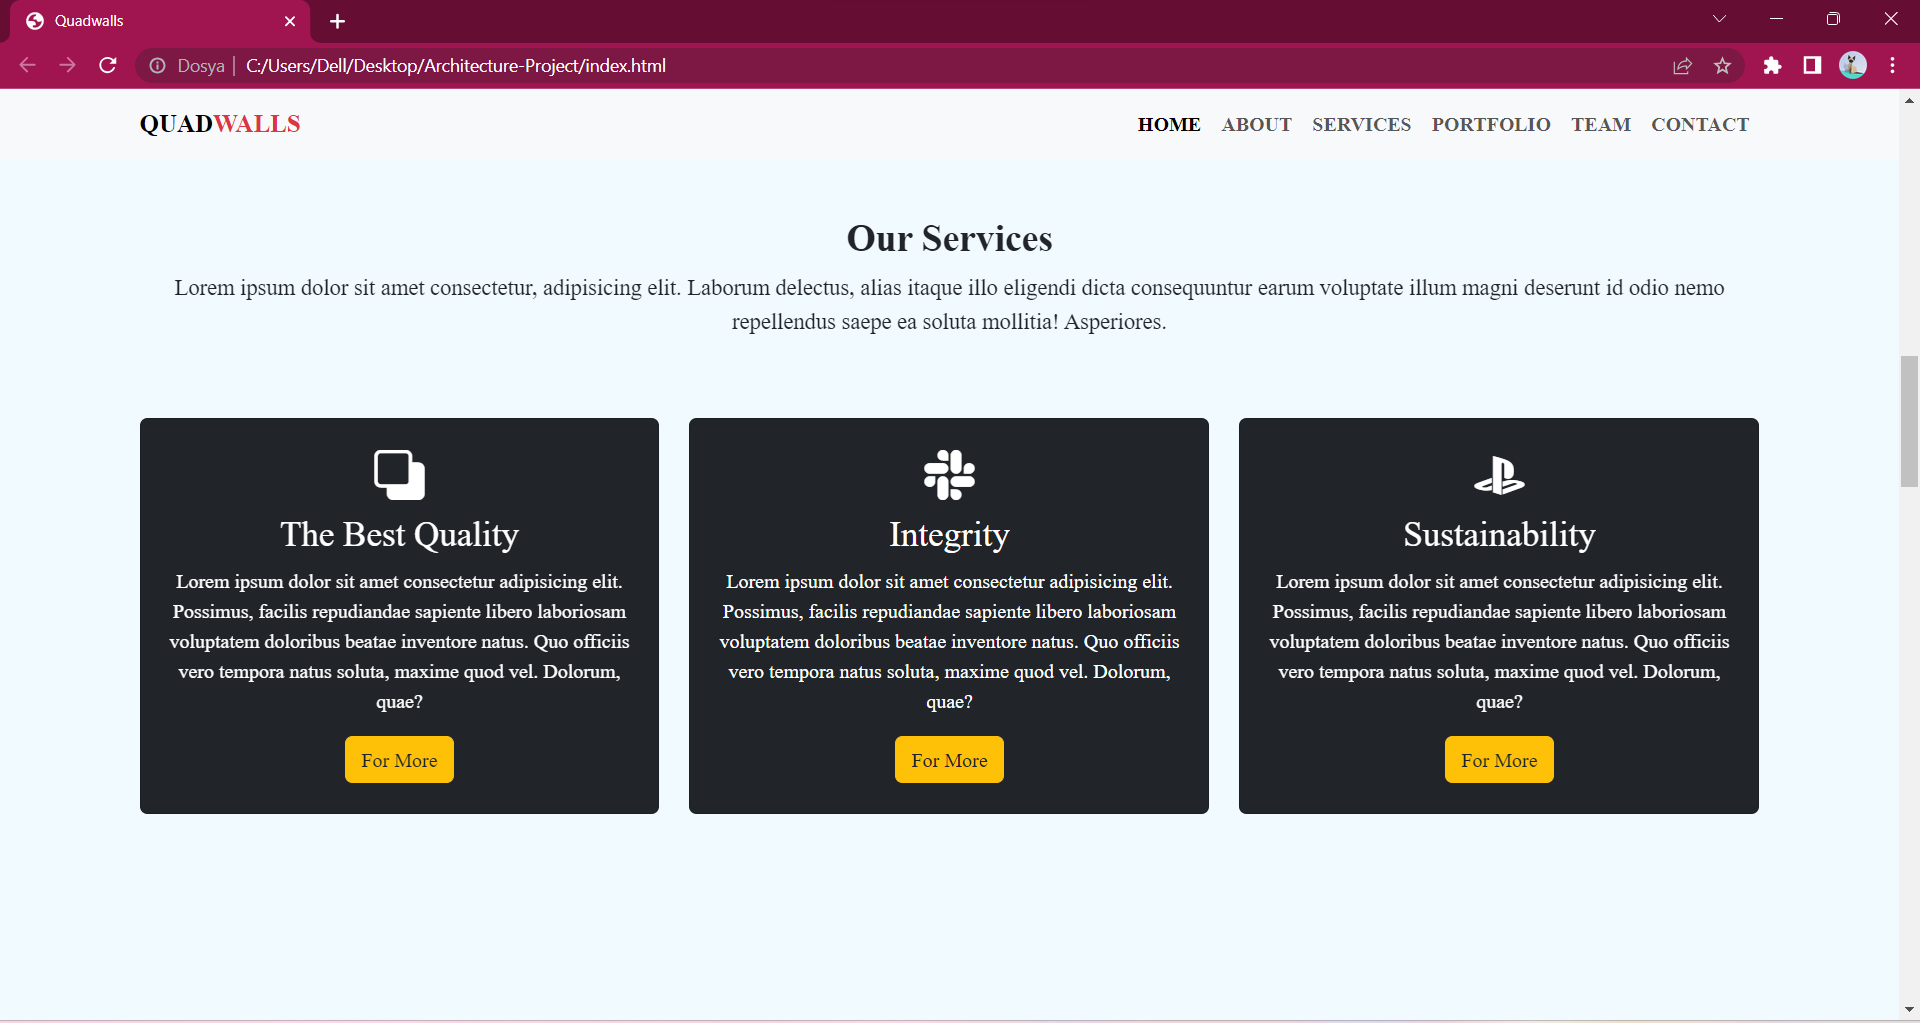 Quadwalls
Dosya | C:/Users/Dell/Desktop/Architecture-Project/index.html
QUADWALLS
HOME ABOUT SERVICES PORTFOLIO TEAM CONTACT
Our Services
Lorem ipsum dolor sit amet consectetur, adipisicing elit. Laborum delectus, alias itaque illo eligendi dicta consequuntur earum voluptate illum magni deserunt id odio nemo
repellendus saepe ea soluta mollitia! Asperiores.
The Best Quality
Lorem ipsum dolor sit amet consectetur adipisicing elit.
Possimus, facilis repudiandae sapiente libero laboriosam
voluptatem doloribus beatae inventore natus. Quo officiis
vero tempora natus soluta, maxime quod vel. Dolorum,
quae?
For More
Integrity
Lorem ipsum dolor sit amet consectetur adipisicing elit.
Possimus, facilis repudiandae sapiente libero laboriosam
voluptatem doloribus beatae inventore natus. Quo officiis
vero tempora natus soluta, maxime quod vel. Dolorum,
quae?
For More
Sustainability
Lorem ipsum dolor sit amet consectetur adipisicing elit.
Possimus, facilis repudiandae sapiente libero laboriosam
voluptatem doloribus beatae inventore natus. Quo officiis
vero tempora natus soluta, maxime quod vel. Dolorum,
quae?
For More